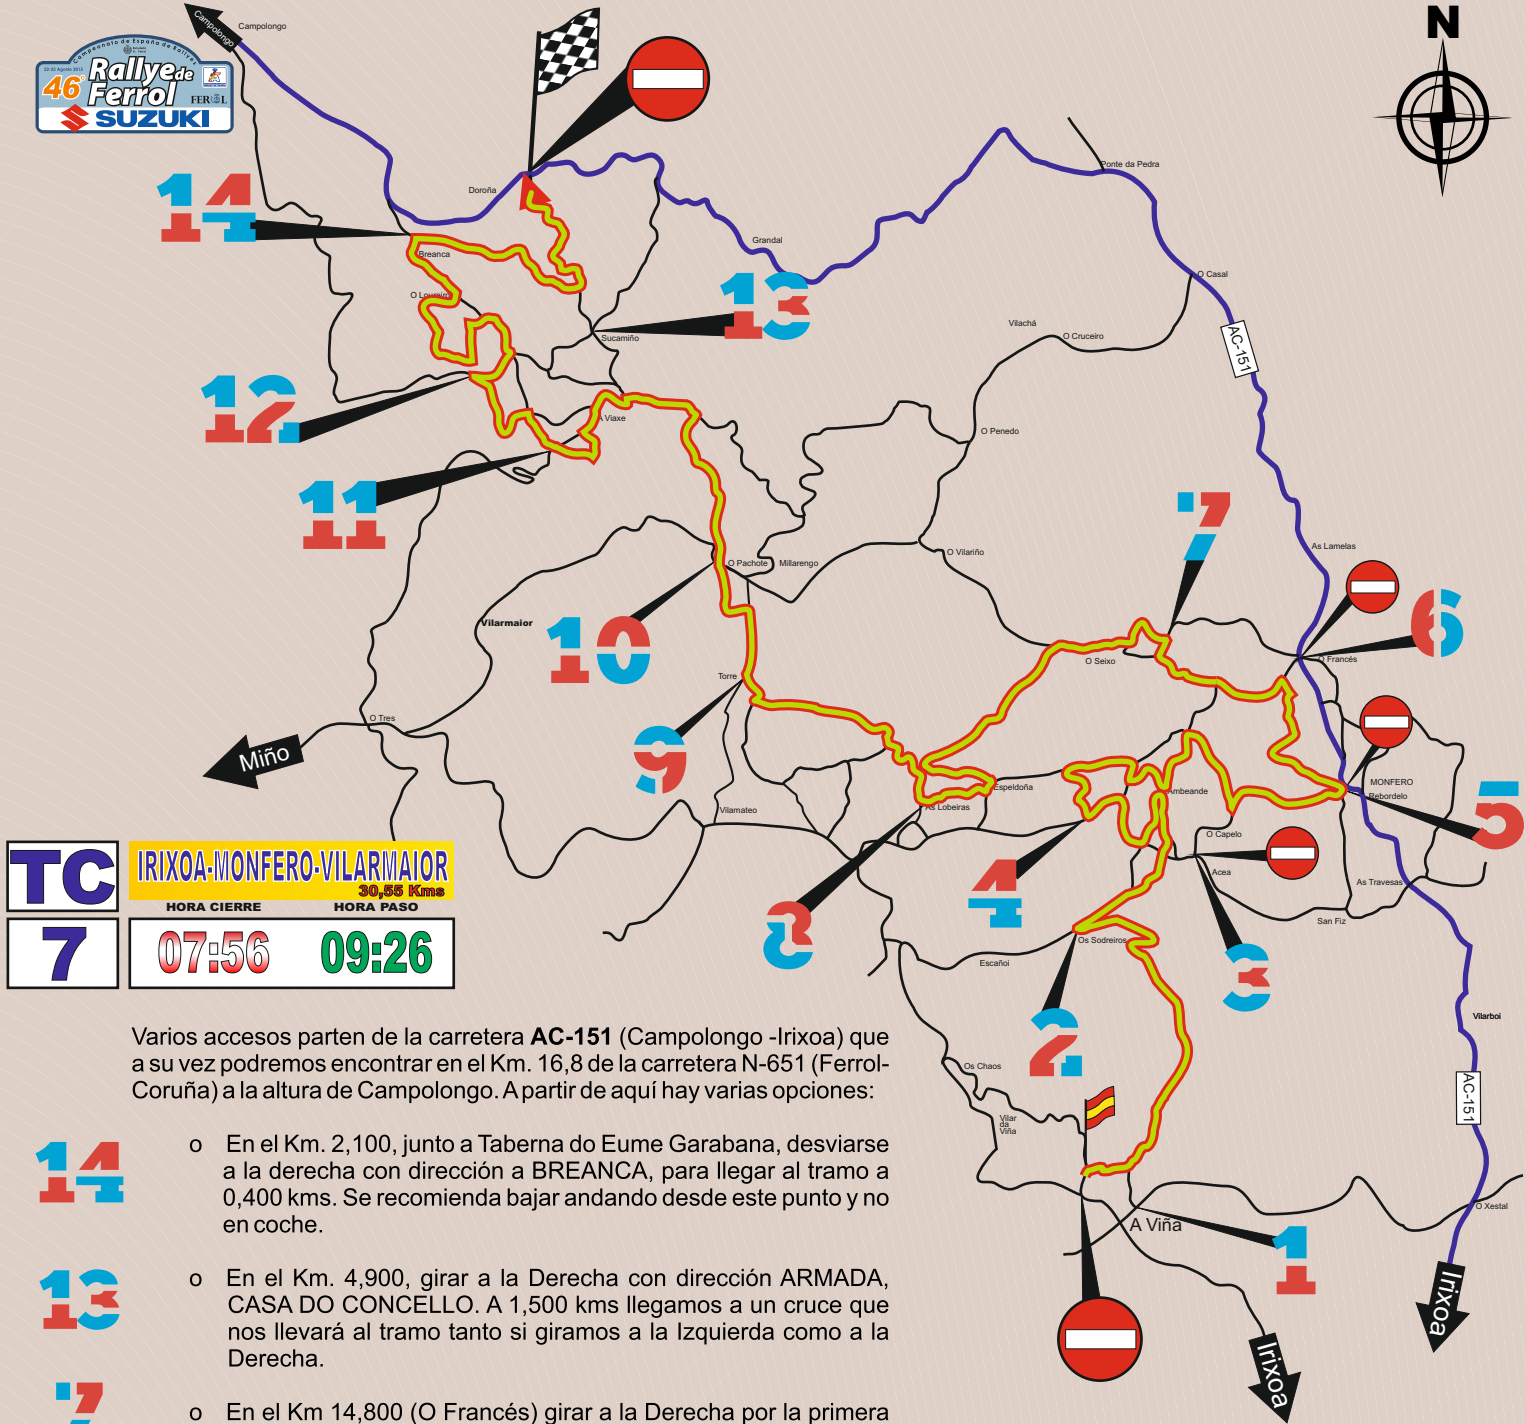 Campolongo
Campolongo
N
Campeonato de España de Rallyes
46º Rallye de
Ferrol
FERROL
SUZUKI
Ponte da Pedra
14
Doroña
Grandal
Breanca
O Casal
O Loureiro
13
Vilachá
O Cruceiro
AC-151
Sucamiño
12
A Viaxe
O Penedo
11
7
As Lamelas
O Vilariño
O Pachote
Millarengo
6
Vilarmaior
10
O Seixo
O Francés
Torre
O Tres
Miño
9
MONFERO
Espeldoña
Ambeande
Rebordelo
As Lobeiras
Vilamateo
5
O Capelo
TC
IRIXOA-MONFERO-VILARMAIOR
30,55 Kms
Acea
As Travesas
4
HORA CIERRE
HORA PASO
San Fiz
7
07:56
09:26
8
Os Sodreiros
Escañoi
3
Vilarboi
2
Varios accesos parten de la carretera AC-151 (Campolongo -Irixoa) que
a su vez podremos encontrar en el Km. 16,8 de la carretera N-651 (Ferrol-
Coruña) a la altura de Campolongo. A partir de aquí hay varias opciones:
Os Chaos
AC-151
Vilar
da
Viña
14
o En el Km. 2,100, junto a Taberna do Eume Garabana, desviarse
a la derecha con dirección a BREANCA, para llegar al tramo a
0,400 kms. Se recomienda bajar andando desde este punto y no
en coche.
O Xestal
A Viña
1
13
o En el Km. 4,900, girar a la Derecha con dirección ARMADA,
CASA DO CONCELLO. A 1,500 kms llegamos a un cruce que
nos llevará al tramo tanto si giramos a la Izquierda como a la
Derecha.
Irixoa
Irixoa
7
o En el Km 14,800 (O Francés) girar a la Derecha por la primera